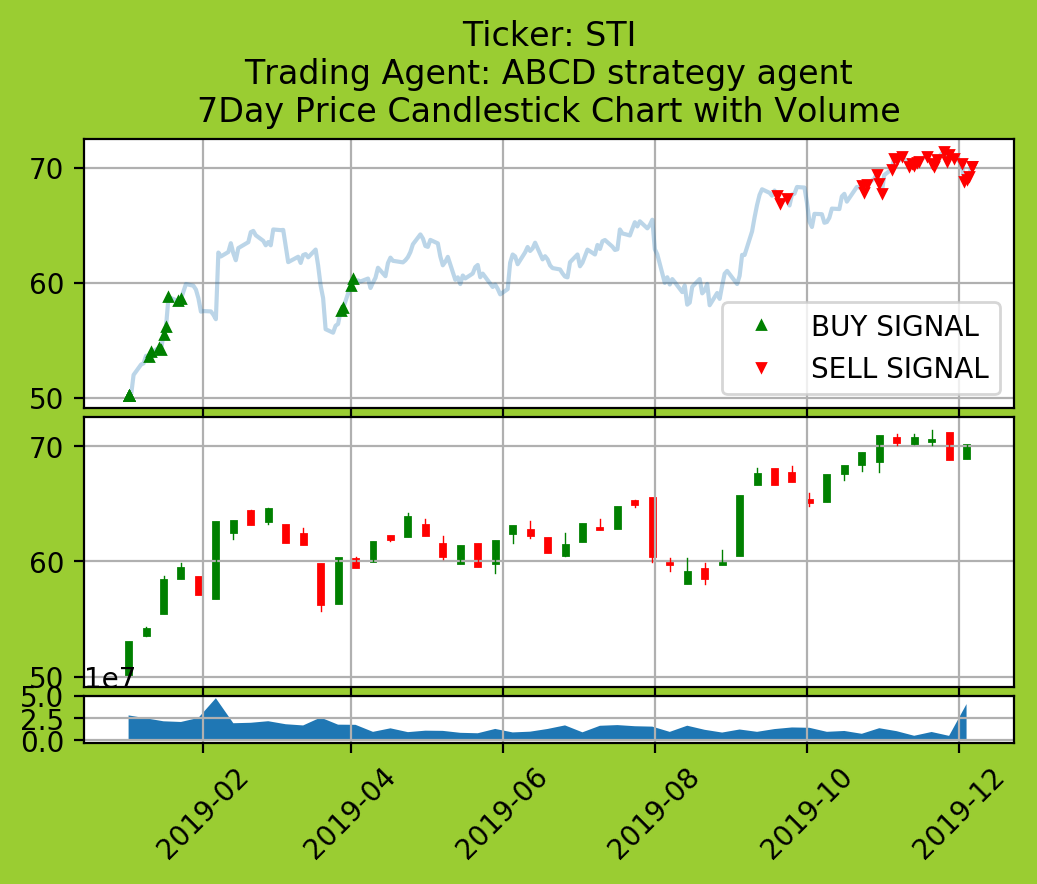 Ticker: STI
Trading Agent: ABCD strategy agent
7Day Price Candlestick Chart with Volume
70
60
50
BUY SIGNAL
SELL SIGNAL
70
60
50
1e7
5.0
2.5
0.0
2019-02
2019-04
2019-06
2019-08
2019-10
2019-12